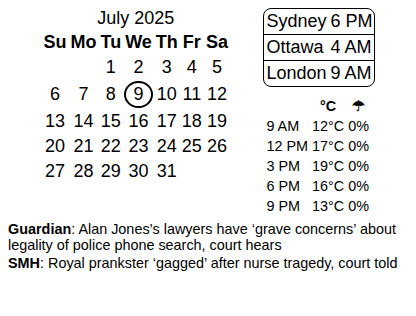 July 2025
Su Mo Tu We Th Fr Sa
1 2 3 4 5
6 7 8 9 10 11 12
13 14 15 16 17 18 19
20 21 22 23 24 25 26
27 28 29 30 31
Sydney 6 PM
Ottawa 4 AM
London 9 AM
°C ☂
9 AM 12°C 0%
12 PM 17°C 0%
3 PM 19°C 0%
6 PM 16°C 0%
9 PM 13°C 0%
Guardian: Alan Jones’s lawyers have ‘grave concerns’ about
legality of police phone search, court hears
SMH: Royal prankster ‘gagged’ after nurse tragedy, court told